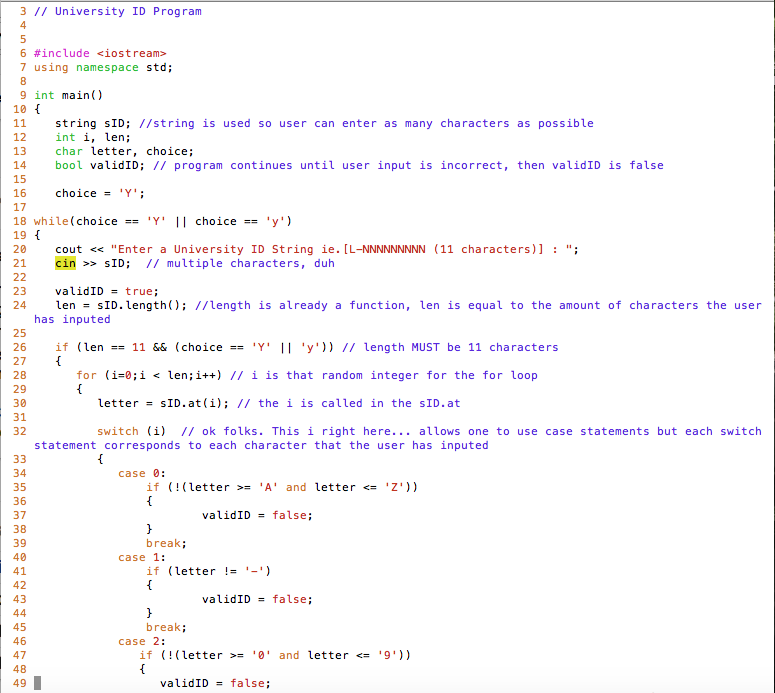 3 // University ID Program
4
5
6 #include <iostream>
7 using namespace std;
8
9 int main()
10 {
11 string sID; //string is used so user can enter as many characters as possible
12 int i, len;
13 char letter, choice;
14 bool validID; // program continues until user input is incorrect, then validID is false
15
16 choice = 'Y';
17
18 while(choice == 'Y' || choice == 'y')
19 {
20 cout << "Enter a University ID String ie.[L-NNNNNNNNN (11 characters)] : ";
21 cin >> sID; // multiple characters, duh
22
23 validID = true;
24 len = sID.length(); //length is already a function, len is equal to the amount of characters the user
has inputed
25
26 if (len == 11 && (choice == 'Y' || 'y')) // length MUST be 11 characters
27 {
28 for (i=0;i < len;i++) // i is that random integer for the for loop
29 {
30 letter = sID.at(i); // the i is called in the sID.at
31
32 switch (i) // ok folks. This i right here... allows one to use case statements but each switch
statement corresponds to each character that the user has inputed
33 {
34 case 0:
35 if (!(letter >= 'A' and letter <= 'Z'))
36 {
37 validID = false;
38 }
39 break;
40 case 1:
41 if (letter != '-')
42 {
43 validID = false;
44 }
45 break;
46 case 2:
47 if (!(letter >= '0' and letter <= '9'))
48 {
49 validID = false;